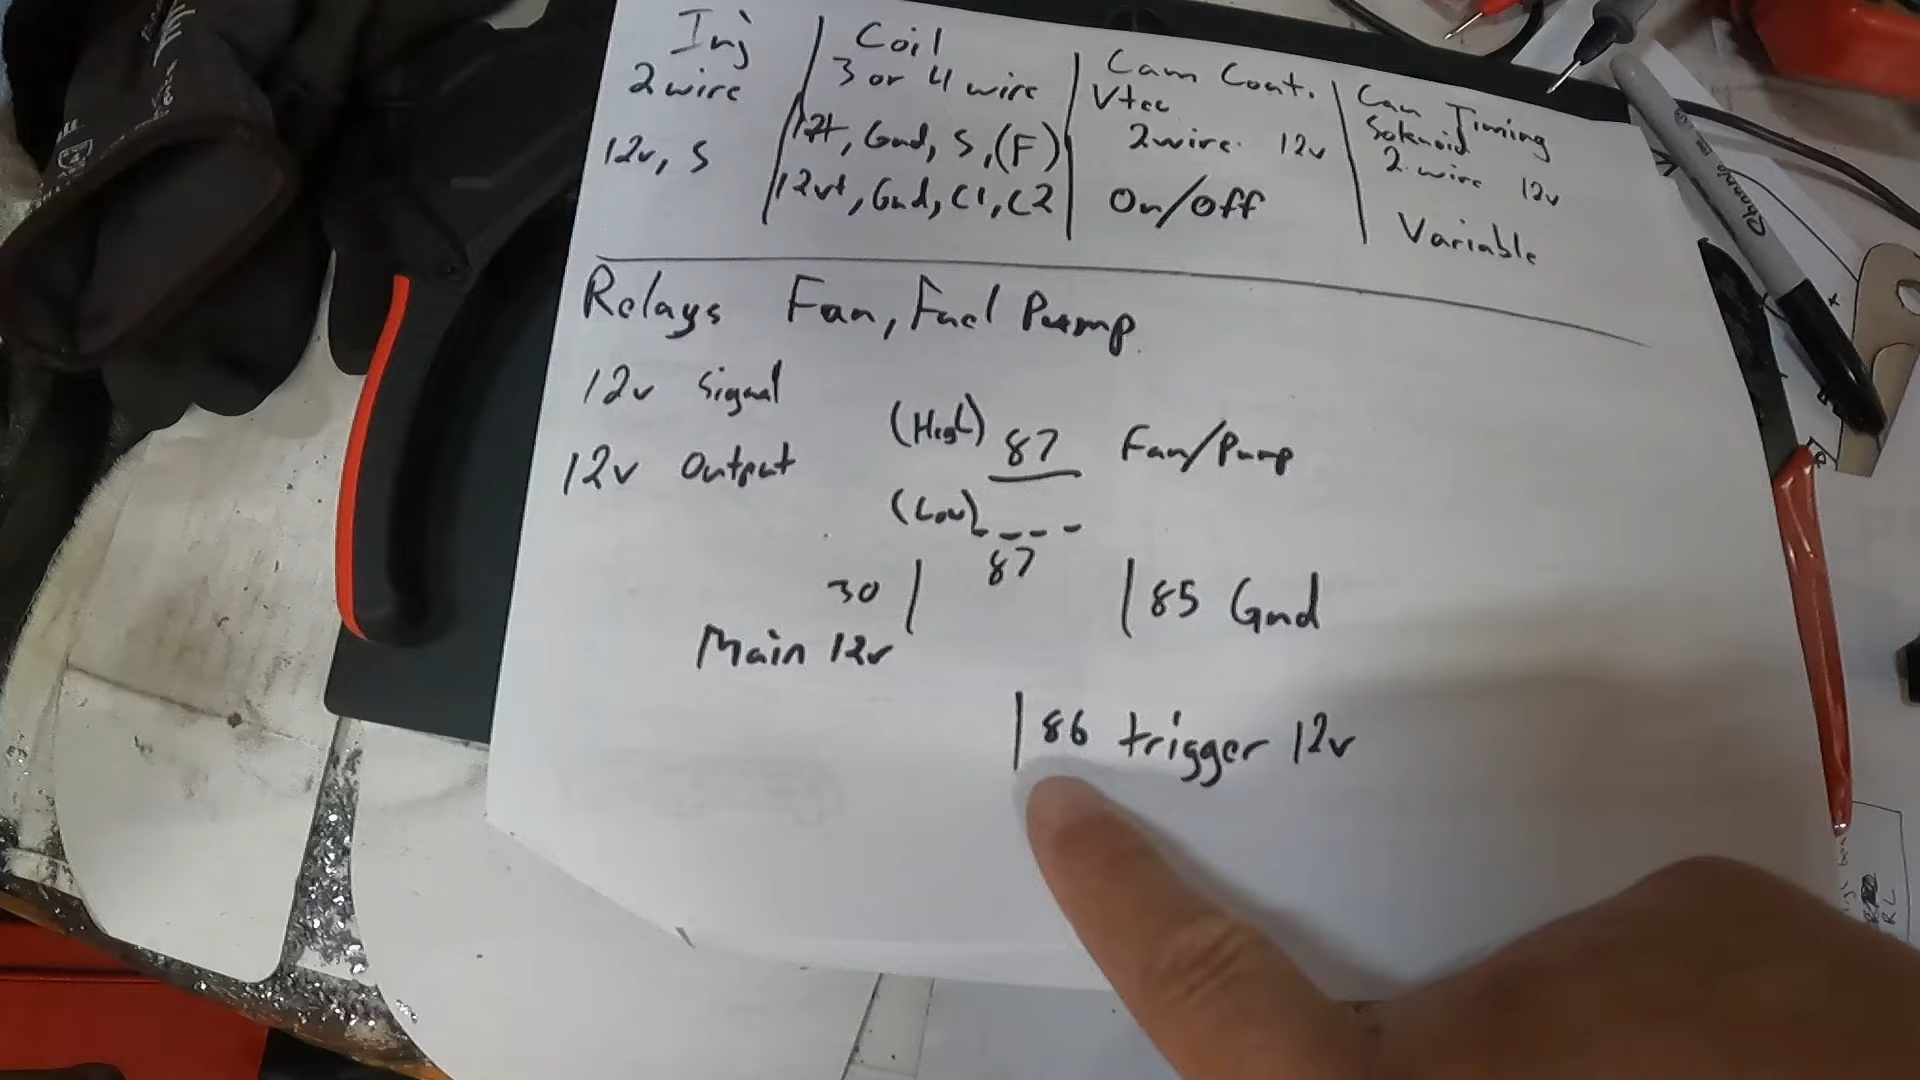 Inj
2 wire
12v, S
Coil
3 or 4 wire
12+, Gnd, S, (F)
12v+, Gnd, C1, C2
Cam Cont.
Vtec
2 wire 12v
On/Off
Cam Timing
Solenoid
2 wire 12v
Variable
Relays Fan, Fuel Pump
12v Signal
12v Output
(High) 87 Fan/Pump
(Low)
87
30
Main 12v
85 Gnd
86 trigger 12v
RL